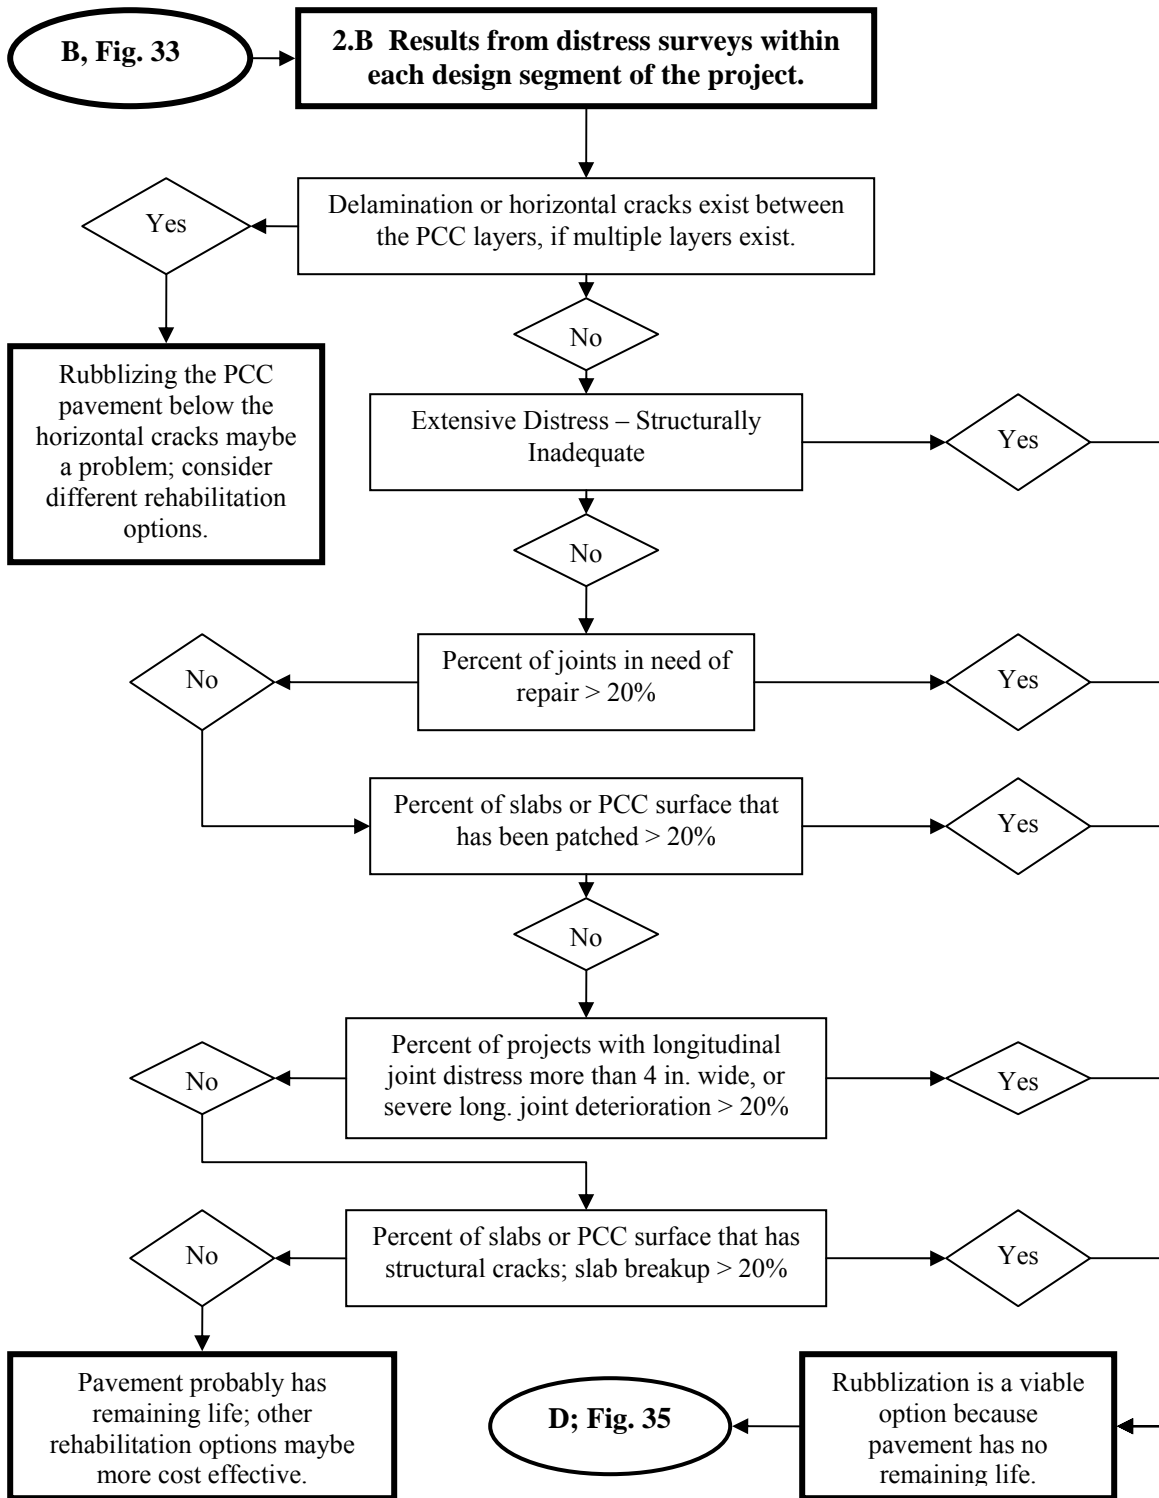 B, Fig. 33
2.B Results from distress surveys within
each design segment of the project.
Yes
Delamination or horizontal cracks exist between
the PCC layers, if multiple layers exist.
No
Rubblizing the PCC
pavement below the
horizontal cracks maybe
a problem; consider
different rehabilitation
options.
Extensive Distress – Structurally
Inadequate
Yes
No
No
Percent of joints in need of
repair > 20%
Yes
Percent of slabs or PCC surface that
has been patched > 20%
Yes
No
No
Percent of projects with longitudinal
joint distress more than 4 in. wide, or
severe long. joint deterioration > 20%
Yes
No
Percent of slabs or PCC surface that has
structural cracks; slab breakup > 20%
Yes
Pavement probably has
remaining life; other
rehabilitation options maybe
more cost effective.
D; Fig. 35
Rubblization is a viable
option because
pavement has no
remaining life.